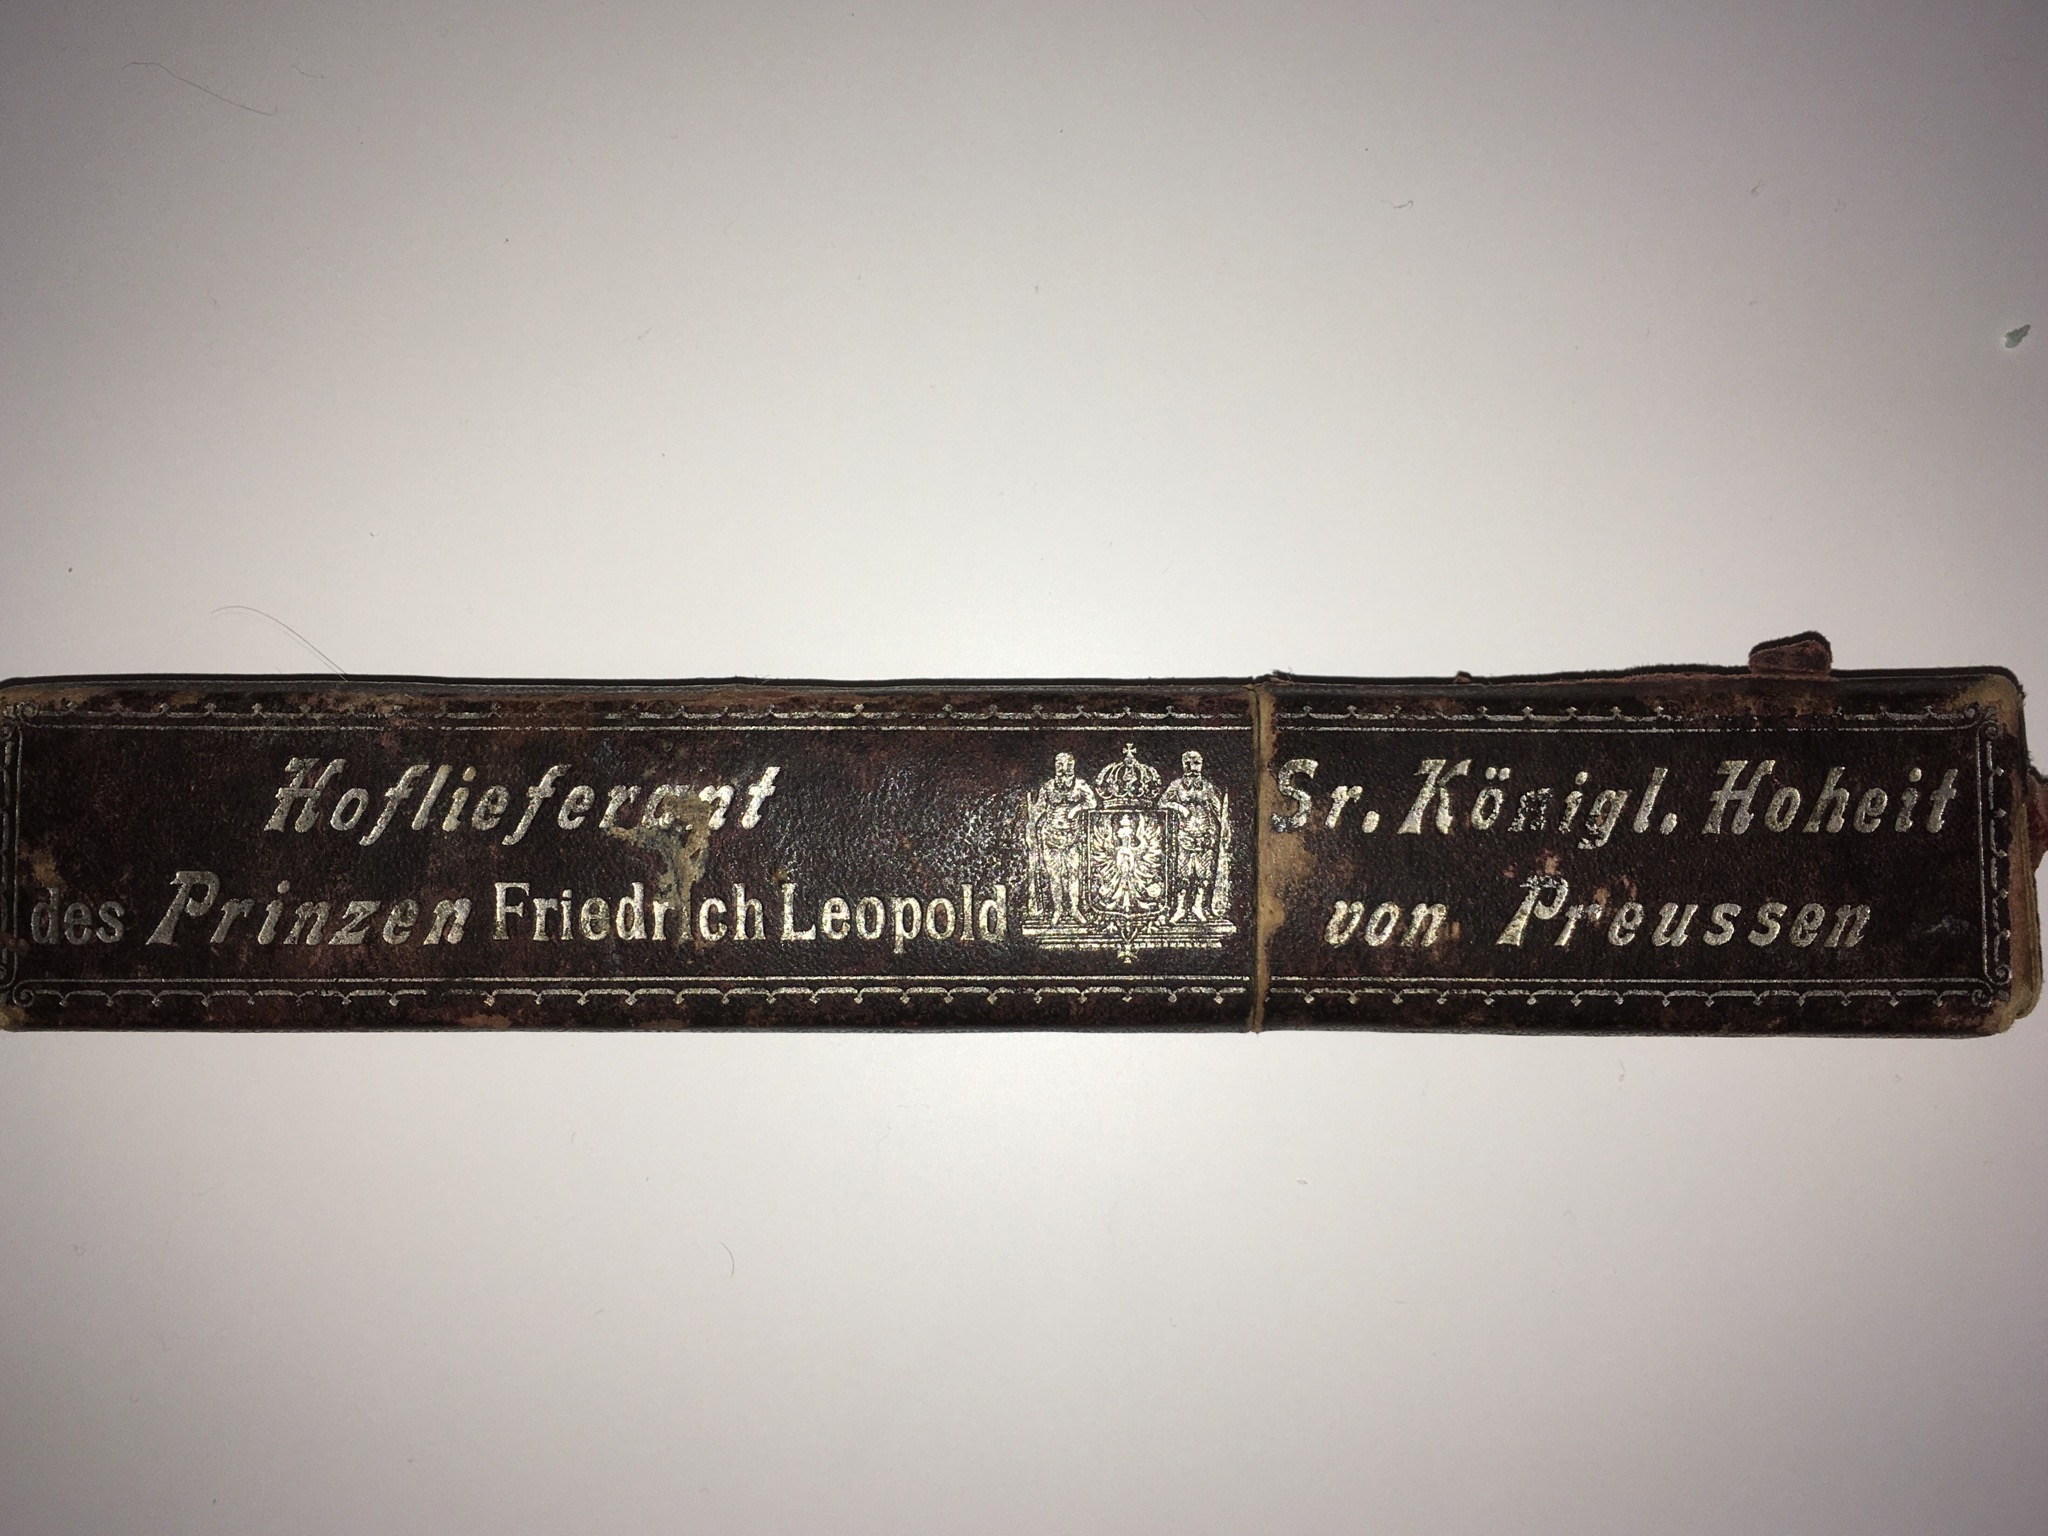 Hoflieferant Sr. Königl. Hoheit
des Prinzen Friedrich Leopold von Preussen